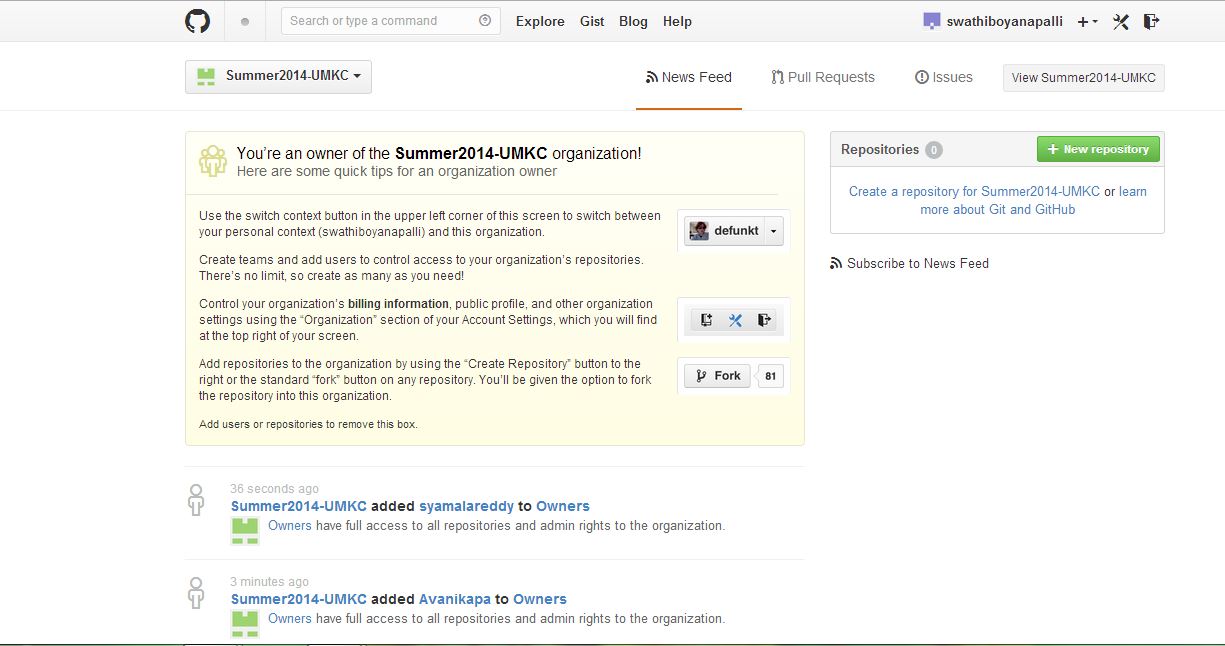 Search or type a command
Explore Gist Blog Help
swathiboyanapalli
Summer2014-UMKC
News Feed
Pull Requests
Issues
View Summer2014-UMKC
You’re an owner of the Summer2014-UMKC organization!
Here are some quick tips for an organization owner
Use the switch context button in the upper left corner of this screen to switch between
your personal context (swathiboyanapalli) and this organization.
defunkt
Create teams and add users to control access to your organization’s repositories.
There’s no limit, so create as many as you need!
Control your organization’s billing information, public profile, and other organization
settings using the “Organization” section of your Account Settings, which you will find
at the top right of your screen.
Add repositories to the organization by using the “Create Repository” button to the
right or the standard “fork” button on any repository. You’ll be given the option to fork
the repository into this organization.
Fork 81
Add users or repositories to remove this box.
Repositories 0
New repository
Create a repository for Summer2014-UMKC or learn
more about Git and GitHub
Subscribe to News Feed
36 seconds ago
Summer2014-UMKC added syamalareddy to Owners
Owners have full access to all repositories and admin rights to the organization.
3 minutes ago
Summer2014-UMKC added Avanikapa to Owners
Owners have full access to all repositories and admin rights to the organization.